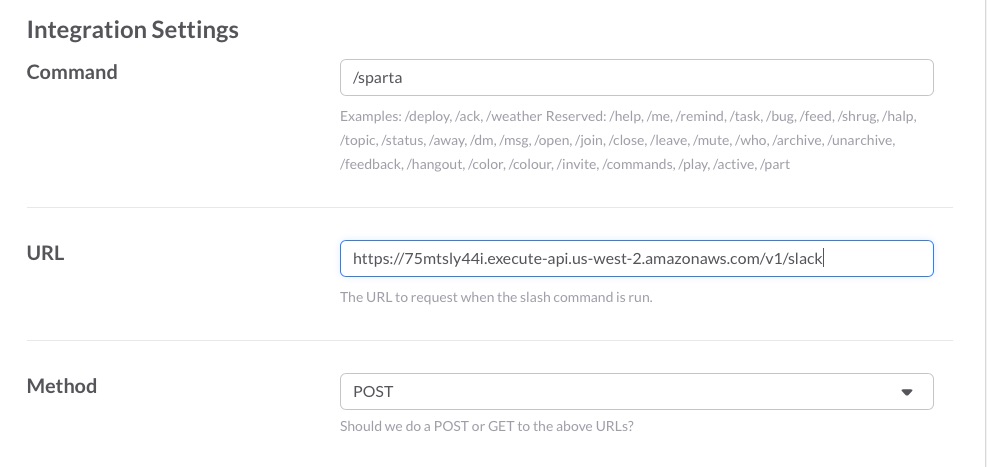 Integration Settings
Command
/sparta
Examples: /deploy, /ack, /weather Reserved: /help, /me, /remind, /task, /bug, /feed, /shrug, /halp,
/topic, /status, /away, /dm, /msg, /open, /join, /close, /leave, /mute, /who, /archive, /unarchive,
/feedback, /hangout, /color, /colour, /invite, /commands, /play, /active, /part
URL
https://75mtsly44i.execute-api.us-west-2.amazonaws.com/v1/slack
The URL to request when the slash command is run.
Method
POST
Should we do a POST or GET to the above URLs?